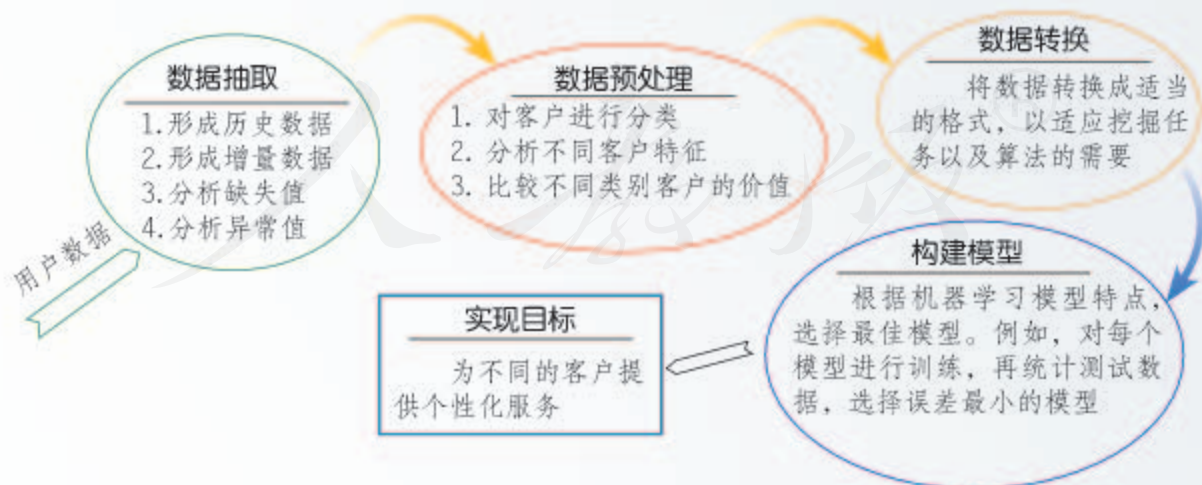 用户数据
数据抽取
1.形成历史数据
2.形成增量数据
3.分析缺失值
4.分析异常值
数据预处理
1. 对客户进行分类
2. 分析不同客户特征
3. 比较不同类别客户的价值
数据转换
将数据转换成适当
的格式，以适应挖掘任
务以及算法的需要
构建模型
根据机器学习模型特点，
选择最佳模型。例如，对每个
模型进行训练，再统计测试数
据，选择误差最小的模型
实现目标
为不同的客户提
供个性化服务
人教版